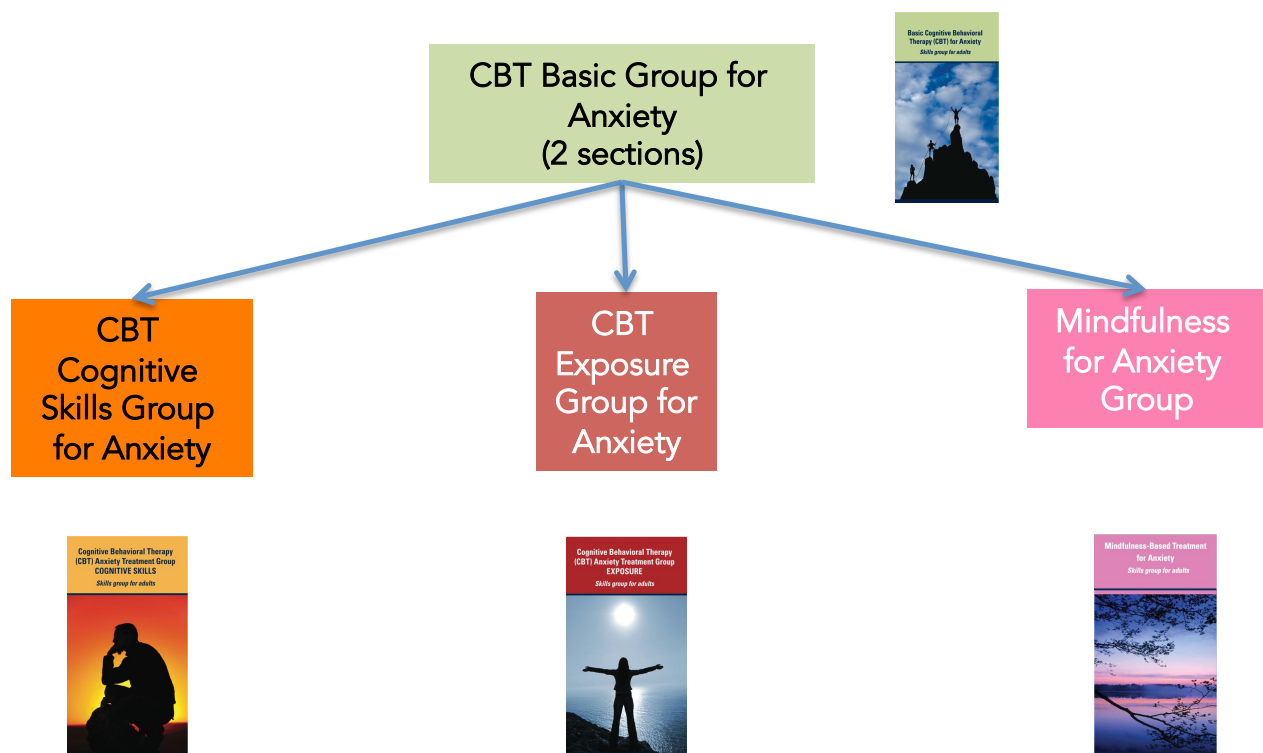 CBT Basic Group for
Anxiety
(2 sections)
Basic Cognitive Behavioral
Therapy (CBT) for Anxiety
Skills group for adults
CBT
Cognitive
Skills Group
for Anxiety
CBT
Exposure
Group for
Anxiety
Mindfulness
for Anxiety
Group
Cognitive Behavioral Therapy
(CBT) Anxiety Treatment Group
COGNITIVE SKILLS
Skills group for adults
Cognitive Behavioral Therapy
(CBT) Anxiety Treatment Group
EXPOSURE
Skills group for adults
Mindfulness-Based Treatment
for Anxiety
Skills group for adults